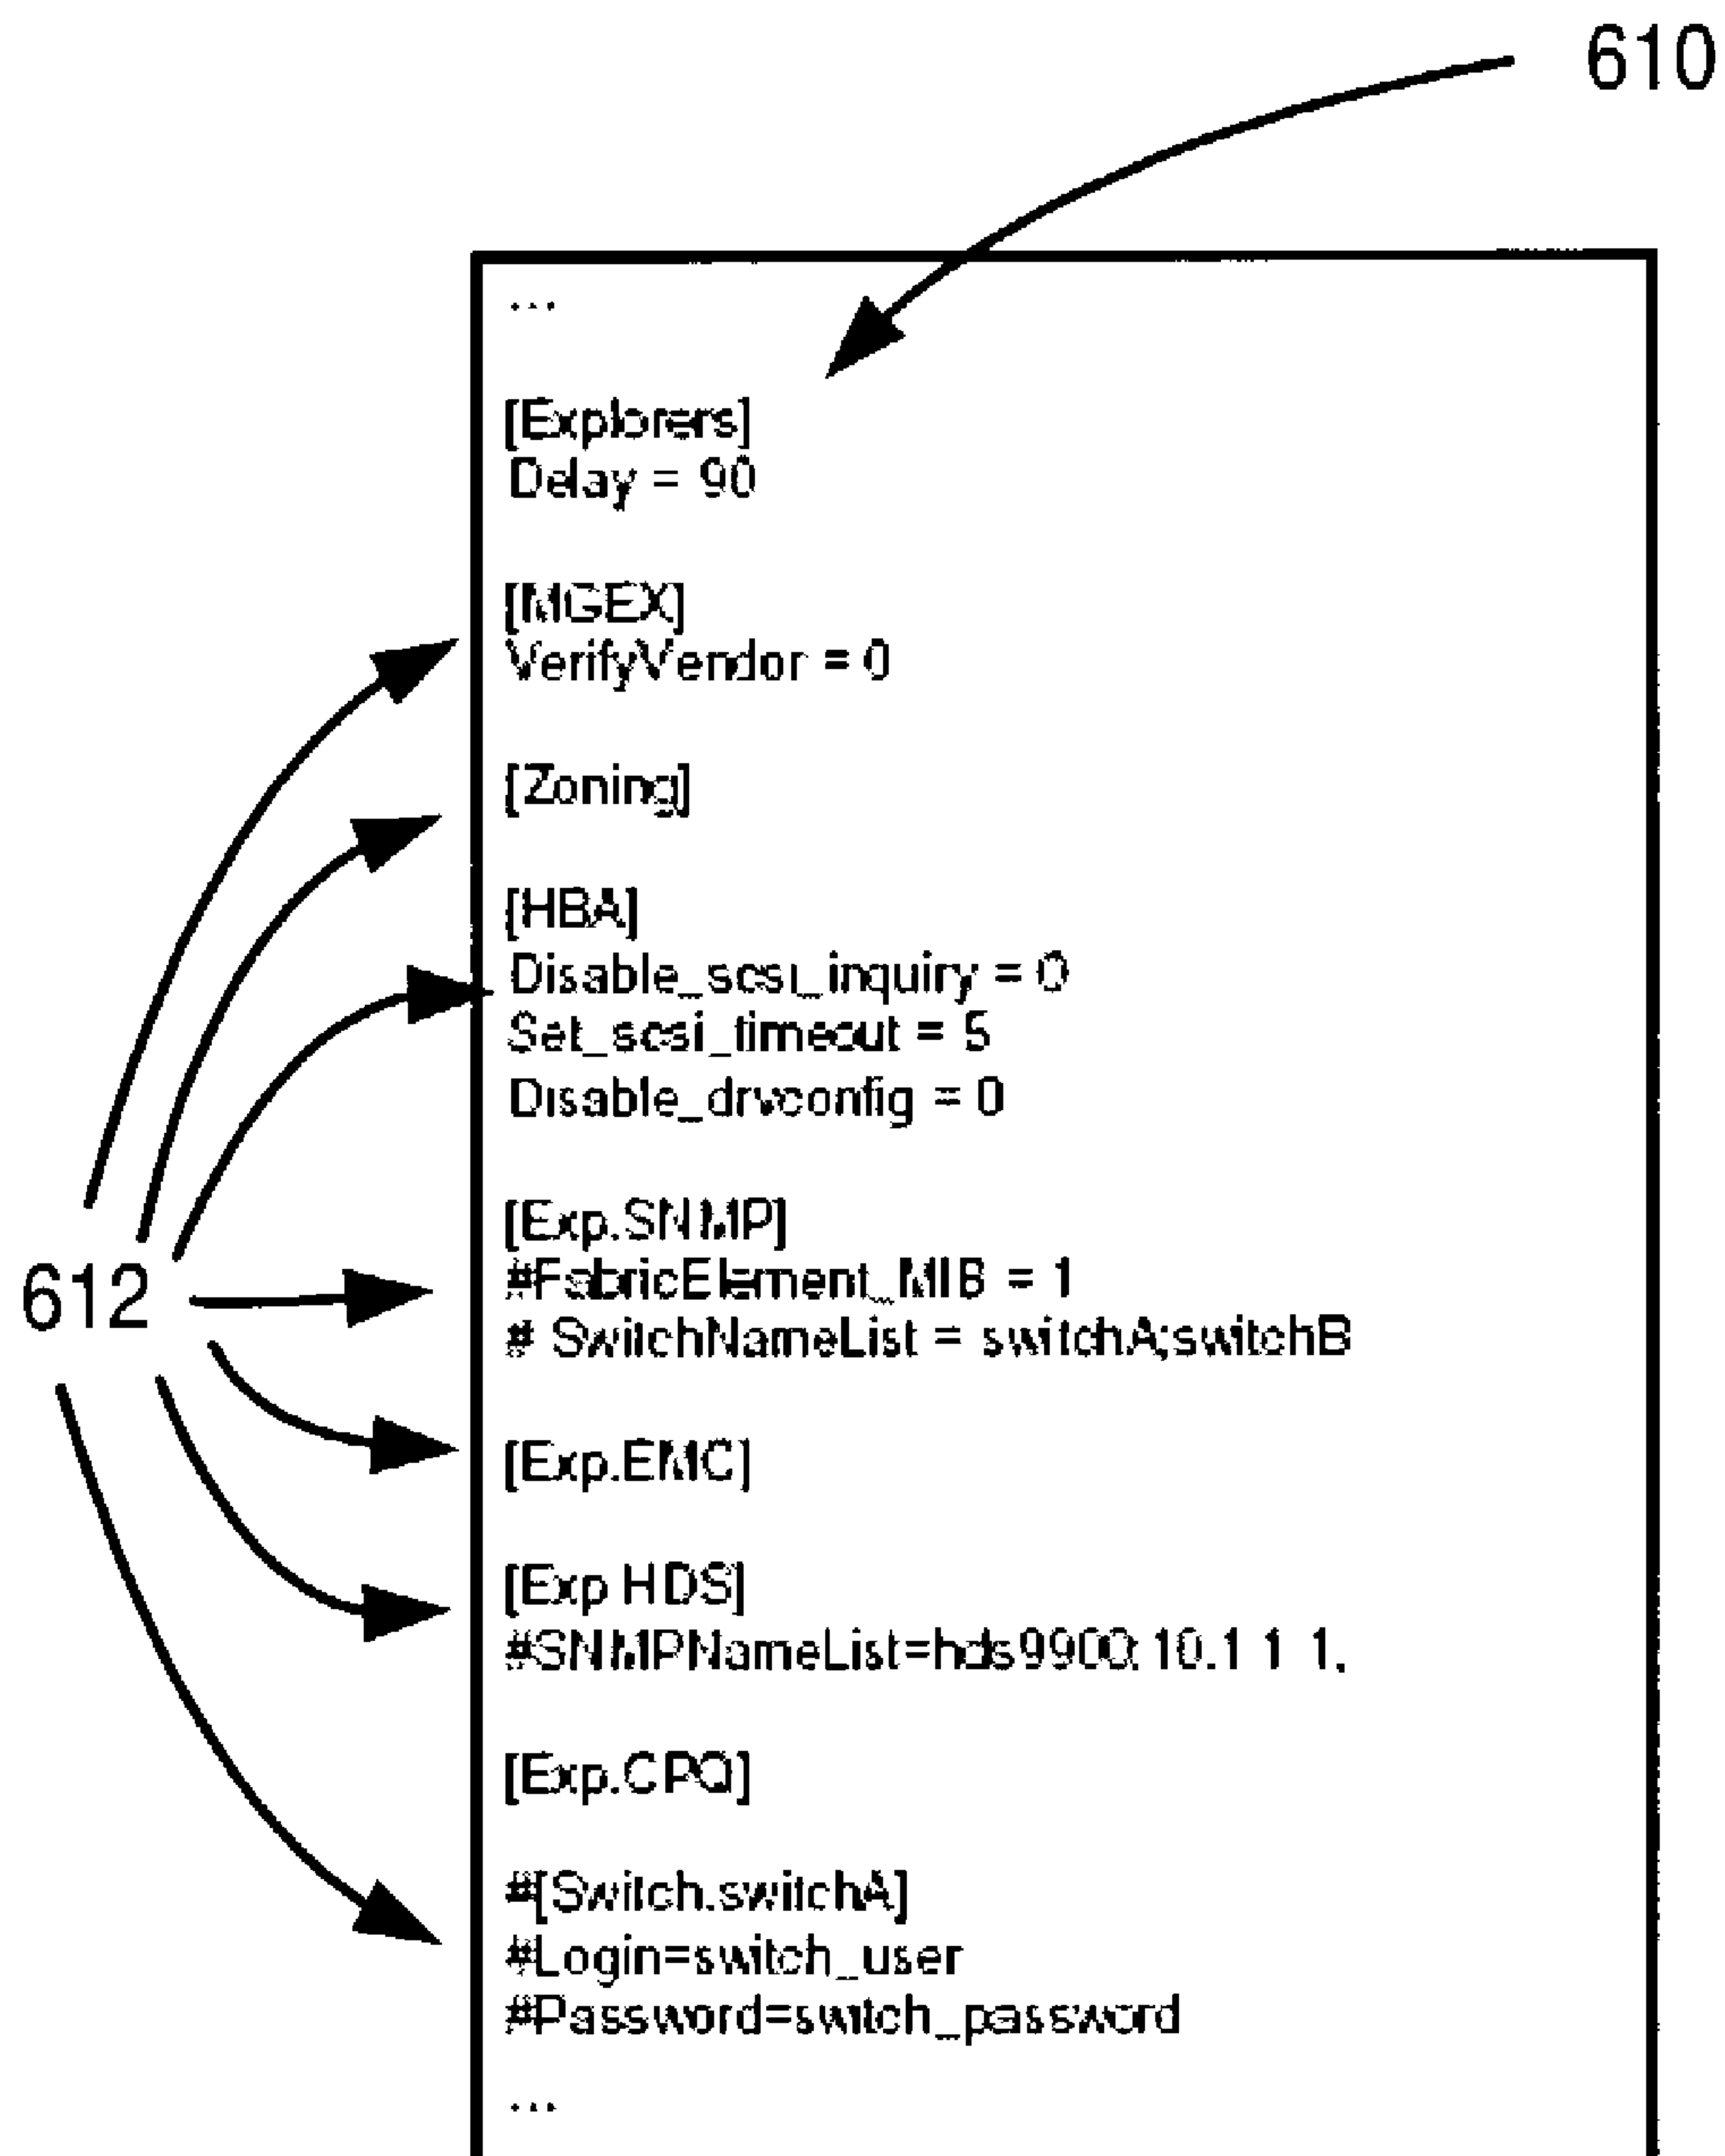 610
...
[Explorers]
Delay = 90
[MGEX]
VerifyVendor = 0
[Zoning]
[HBA]
Disable_scsi_inquiry = 0
Set_scsi_timeout = 5
Disable_drvconfig = 0
[Exp.SNMP]
#FabricElement_MIB = 1
# SwitchNameList = switchA;switchB
612
[Exp.EMC]
[Exp HDS]
#SNMPNameList=hds9900;10.1 1 1,
[Exp.CPQ]
#[Switch.switchA]
#Login=switch_user
#Password=switch_password
...